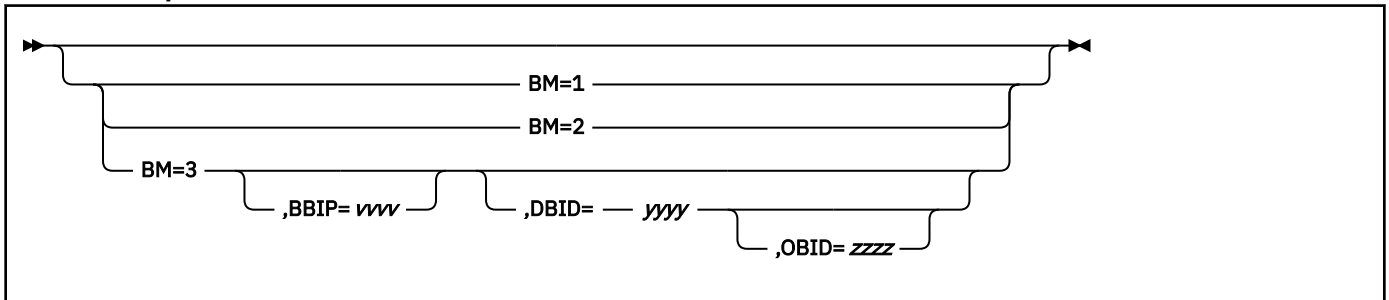 BM=1
BM=2
BM=3
,BBIP= vvvv
,DBID= yyyy
,OBID= zzzz